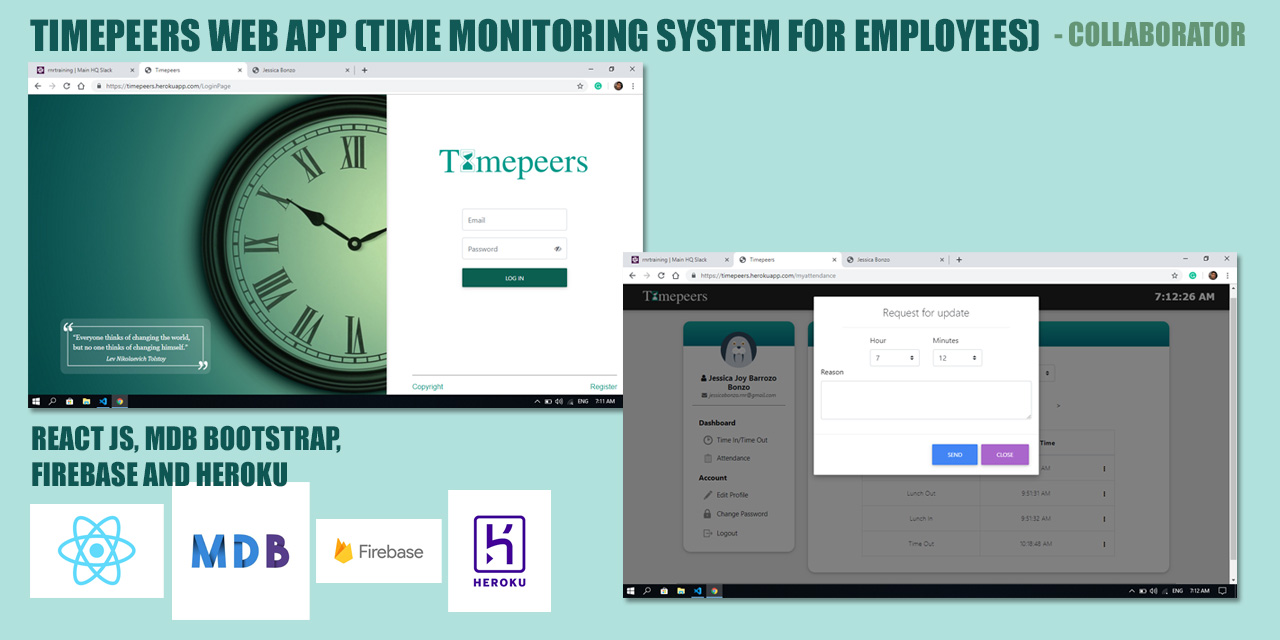 TIMEPEERS WEB APP (TIME MONITORING SYSTEM FOR EMPLOYEES) - COLLABORATOR
mrtraining | Main HQ Slack
Timepeers
Jessica Bonzo
https://timepeers.herokuapp.com/LoginPage
XII
Timepeers
Email
Password
LOG IN
“Everyone thinks of changing the world,
but no one thinks of changing himself.”
Lev Nikolaevich Tolstoy
Copyright
Register
ENG
7:11 AM
mrtraining | Main HQ Slack
Timepeers
Jessica Bonzo
https://timepeers.herokuapp.com/myattendance
Timepeers
7:12:26 AM
Request for update
Hour
Minutes
7
12
Reason
SEND
CLOSE
Jessica Joy Barrozo
Bonzo
jessicabonzo.mr@gmail.com
Dashboard
Time In/Time Out
Attendance
Account
Edit Profile
Change Password
Logout
Time
AM
Lunch Out
9:51:31 AM
Lunch In
9:51:52 AM
Time Out
10:18:48 AM
ENG
7:12 AM
REACT JS, MDB BOOTSTRAP,
FIREBASE AND HEROKU
MDB
Firebase
HEROKU